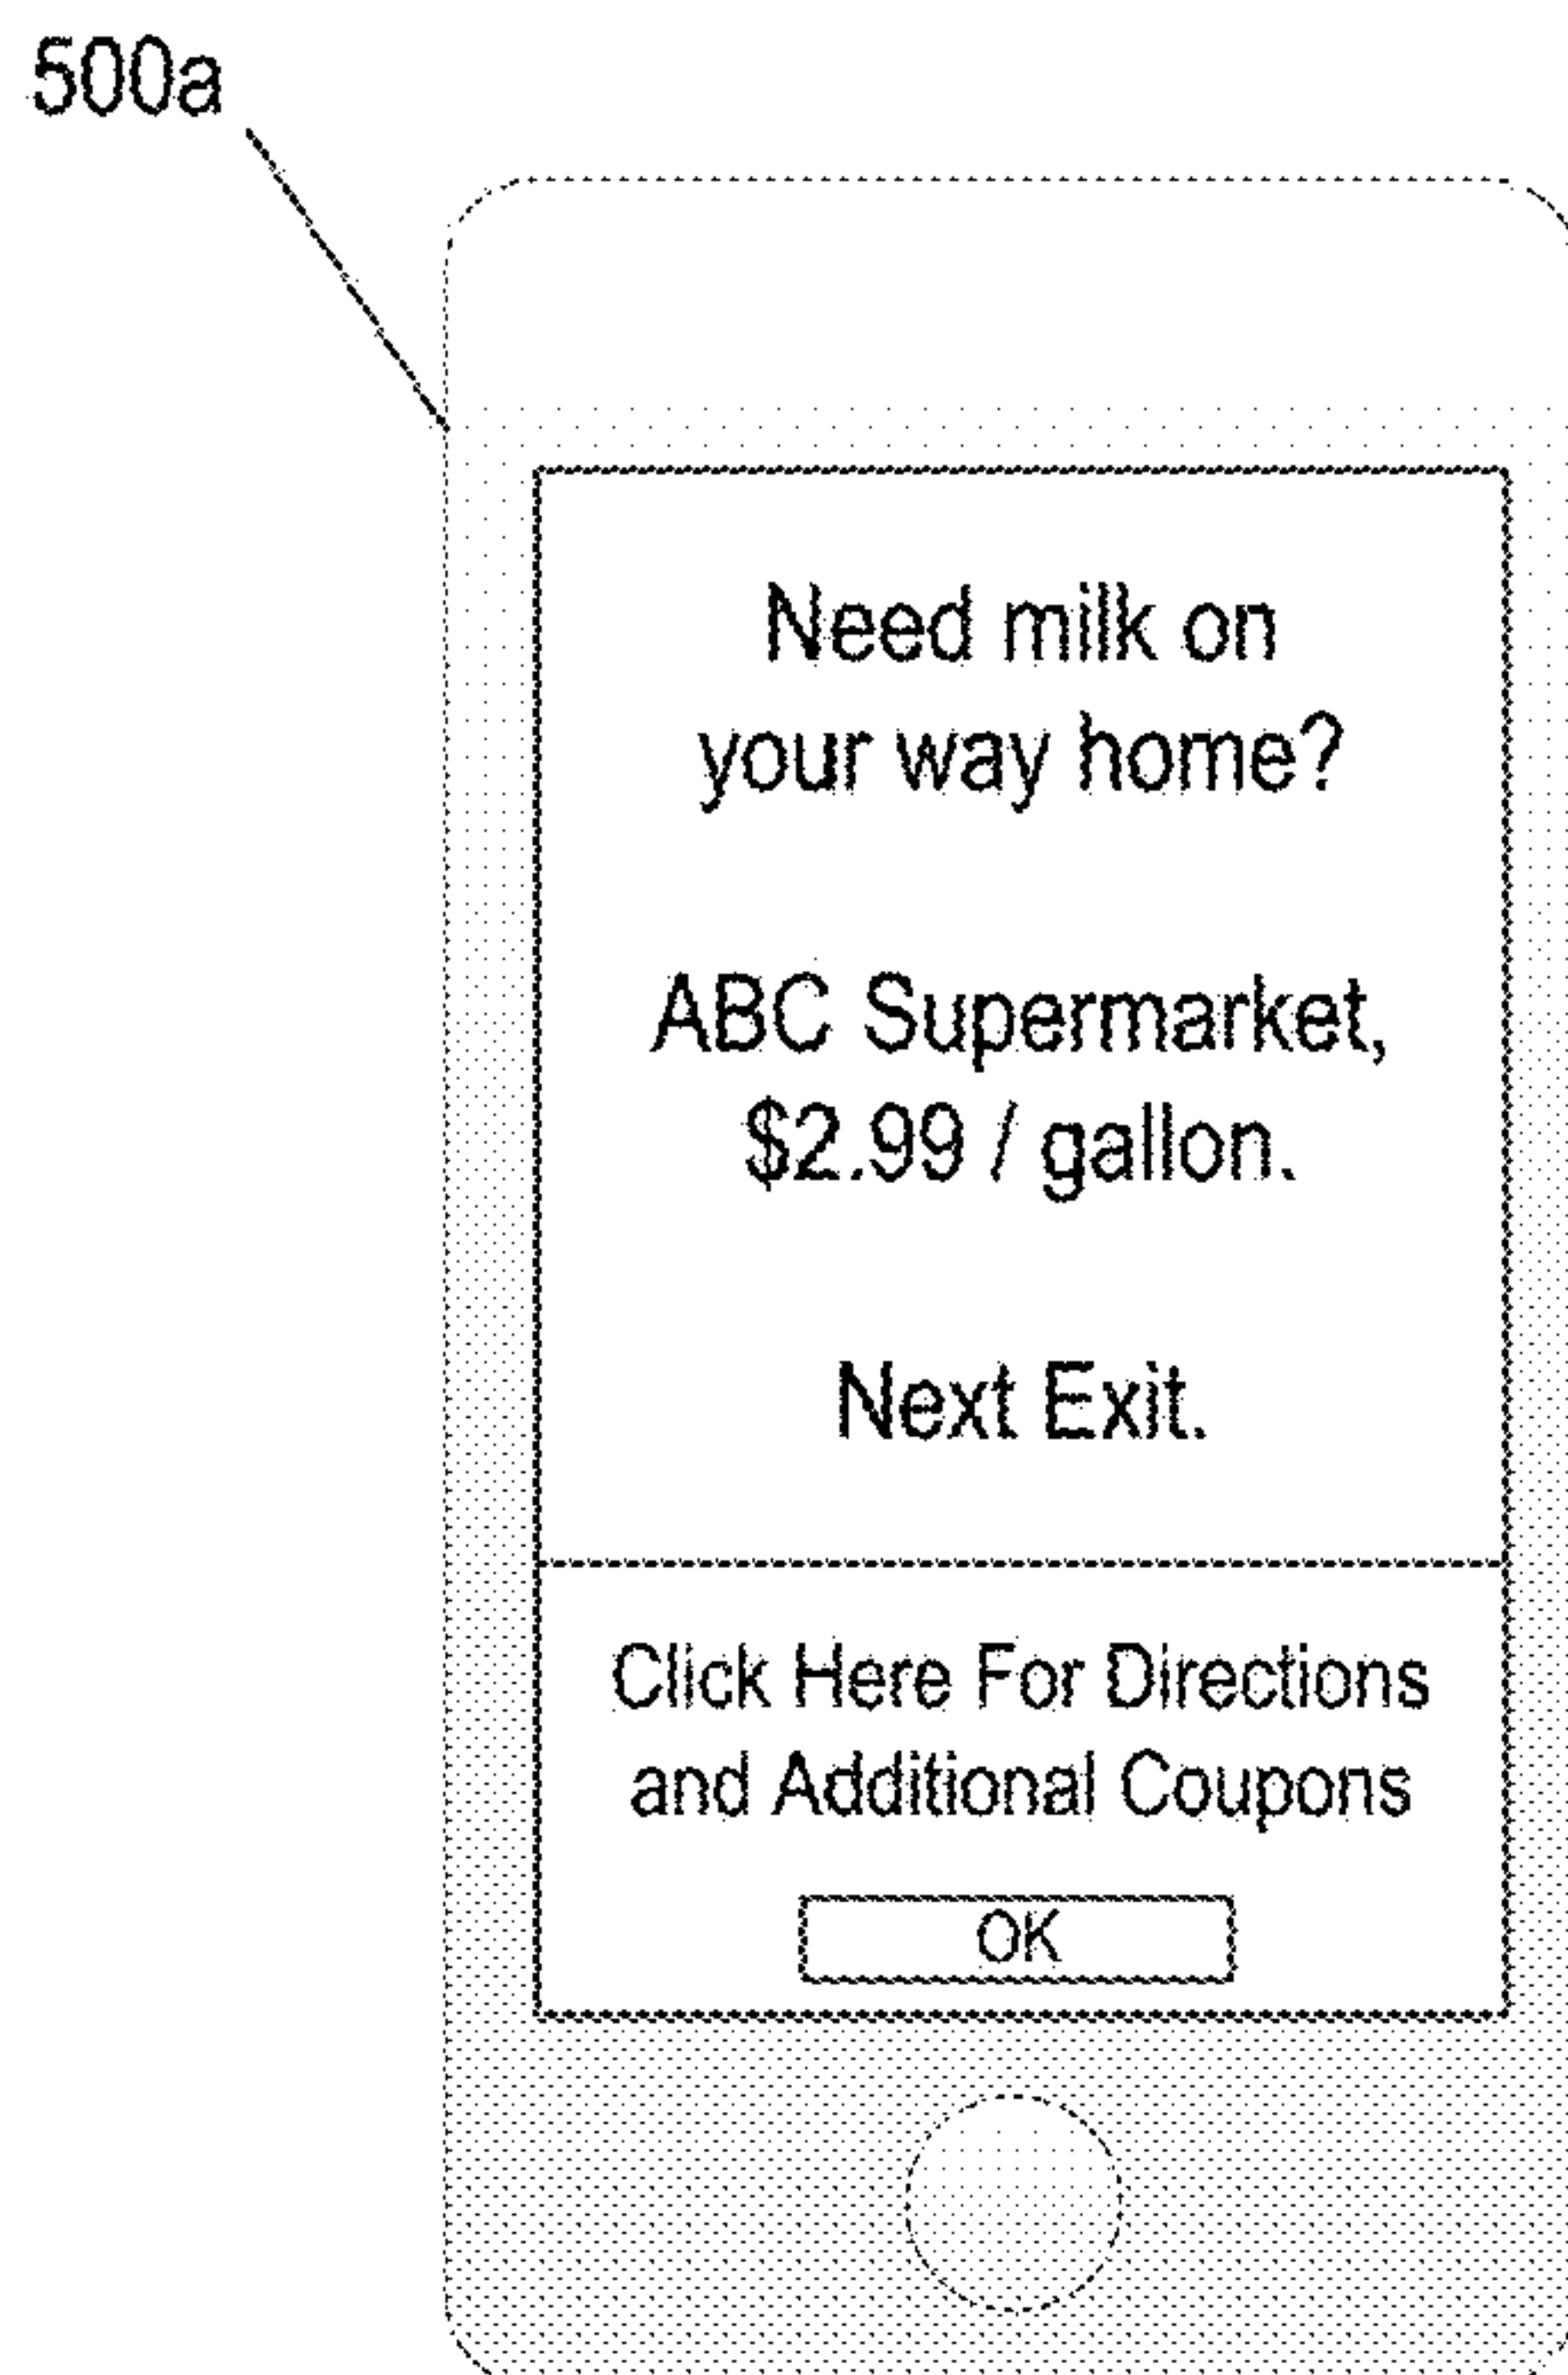 500a
Need milk on
your way home?
ABC Supermarket,
$2.99 / gallon.
Next Exit.
Click Here For Directions
and Additional Coupons
OK